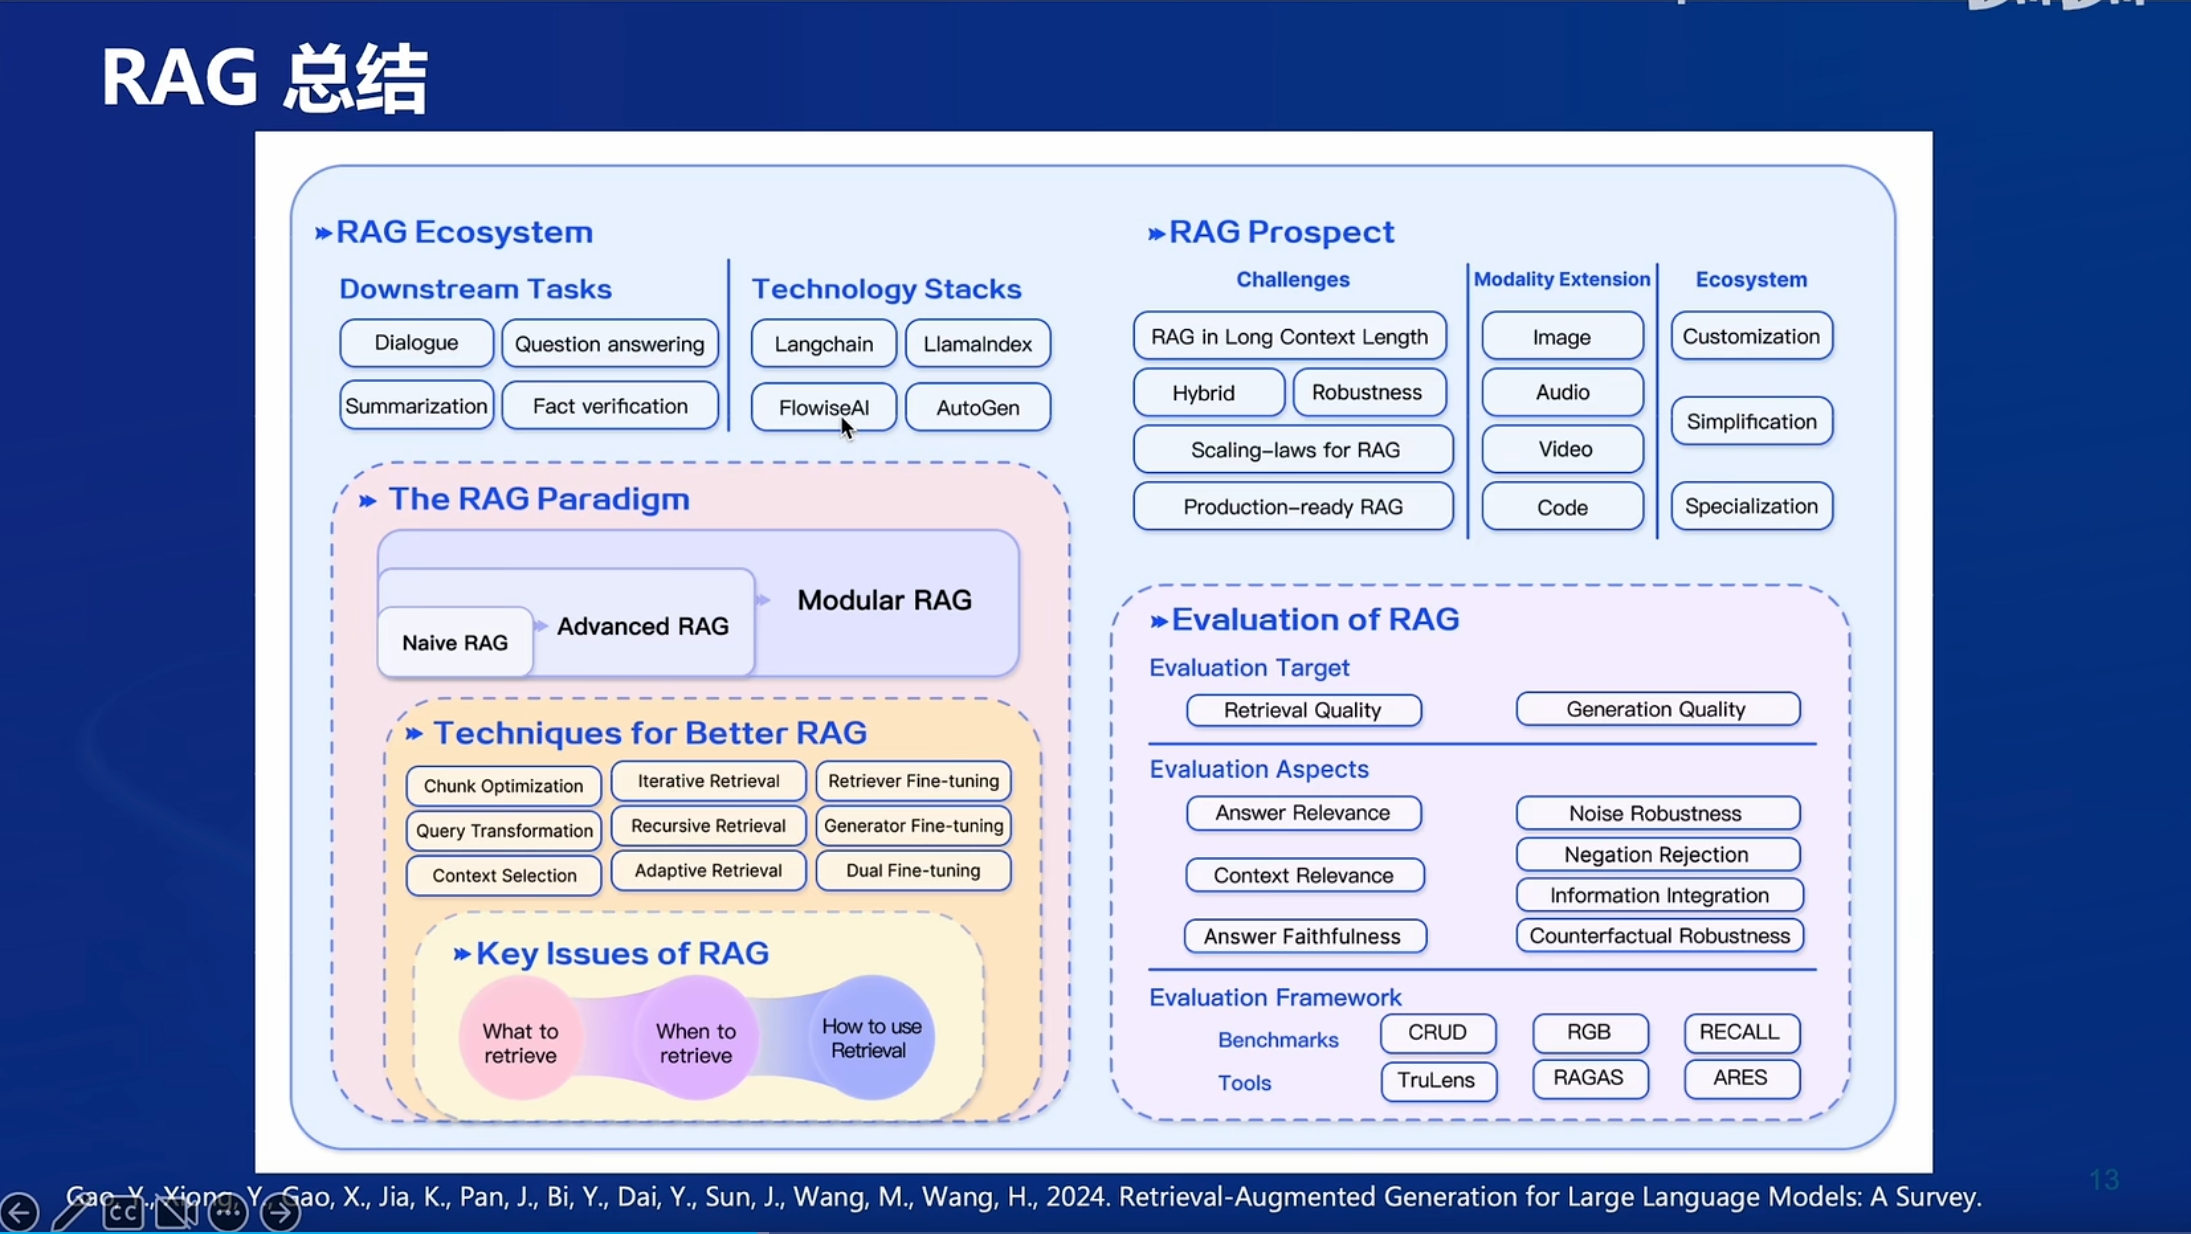 RAG 总结
RAG Ecosystem
Downstream Tasks
Dialogue
Question answering
Summarization
Fact verification
Technology Stacks
Langchain
LlamaIndex
FlowiseAI
AutoGen
The RAG Paradigm
Naive RAG
Advanced RAG
Modular RAG
Techniques for Better RAG
Chunk Optimization
Iterative Retrieval
Retriever Fine-tuning
Query Transformation
Recursive Retrieval
Generator Fine-tuning
Context Selection
Adaptive Retrieval
Dual Fine-tuning
Key Issues of RAG
What to
retrieve
When to
retrieve
How to use
Retrieval
RAG Prospect
Challenges
RAG in Long Context Length
Hybrid
Robustness
Scaling-laws for RAG
Production-ready RAG
Modality Extension
Image
Audio
Video
Code
Ecosystem
Customization
Simplification
Specialization
Evaluation of RAG
Evaluation Target
Retrieval Quality
Generation Quality
Evaluation Aspects
Answer Relevance
Context Relevance
Answer Faithfulness
Noise Robustness
Negation Rejection
Information Integration
Counterfactual Robustness
Evaluation Framework
Benchmarks
CRUD
RGB
RECALL
Tools
TruLens
RAGAS
ARES
Gao, Y., Xiong, Y., Gao, X., Jia, K., Pan, J., Bi, Y., Dai, Y., Sun, J., Wang, M., Wang, H., 2024. Retrieval-Augmented Generation for Large Language Models: A Survey.
CC
13